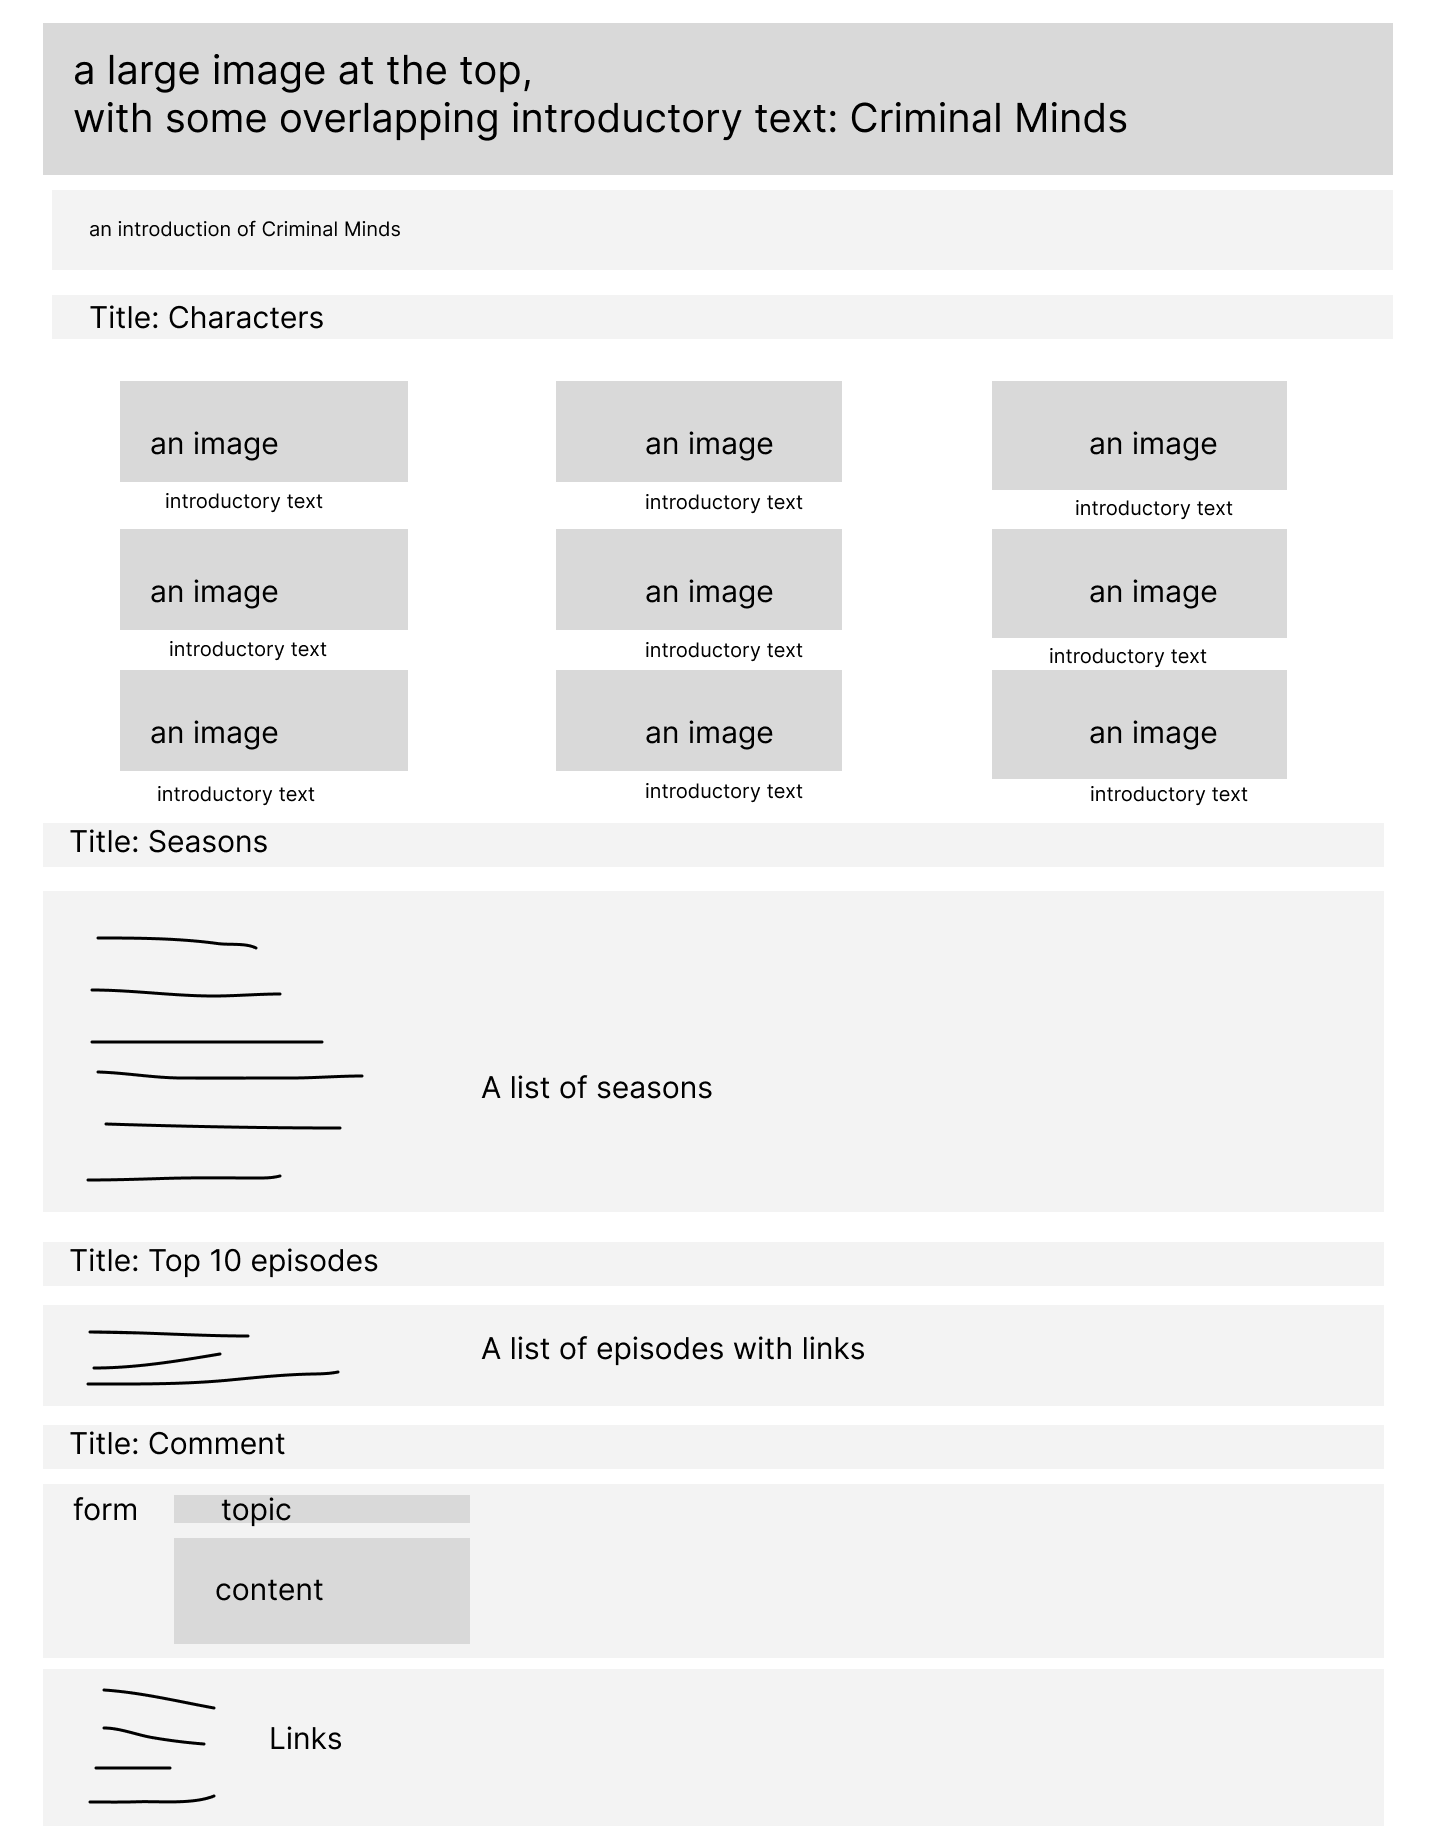 a large image at the top,
with some overlapping introductory text: Criminal Minds
an introduction of Criminal Minds
Title: Characters
an image
an image
an image
introductory text
introductory text
introductory text
an image
an image
an image
introductory text
introductory text
introductory text
an image
an image
an image
introductory text
introductory text
introductory text
Title: Seasons
A list of seasons
Title: Top 10 episodes
A list of episodes with links
Title: Comment
form
topic
content
Links